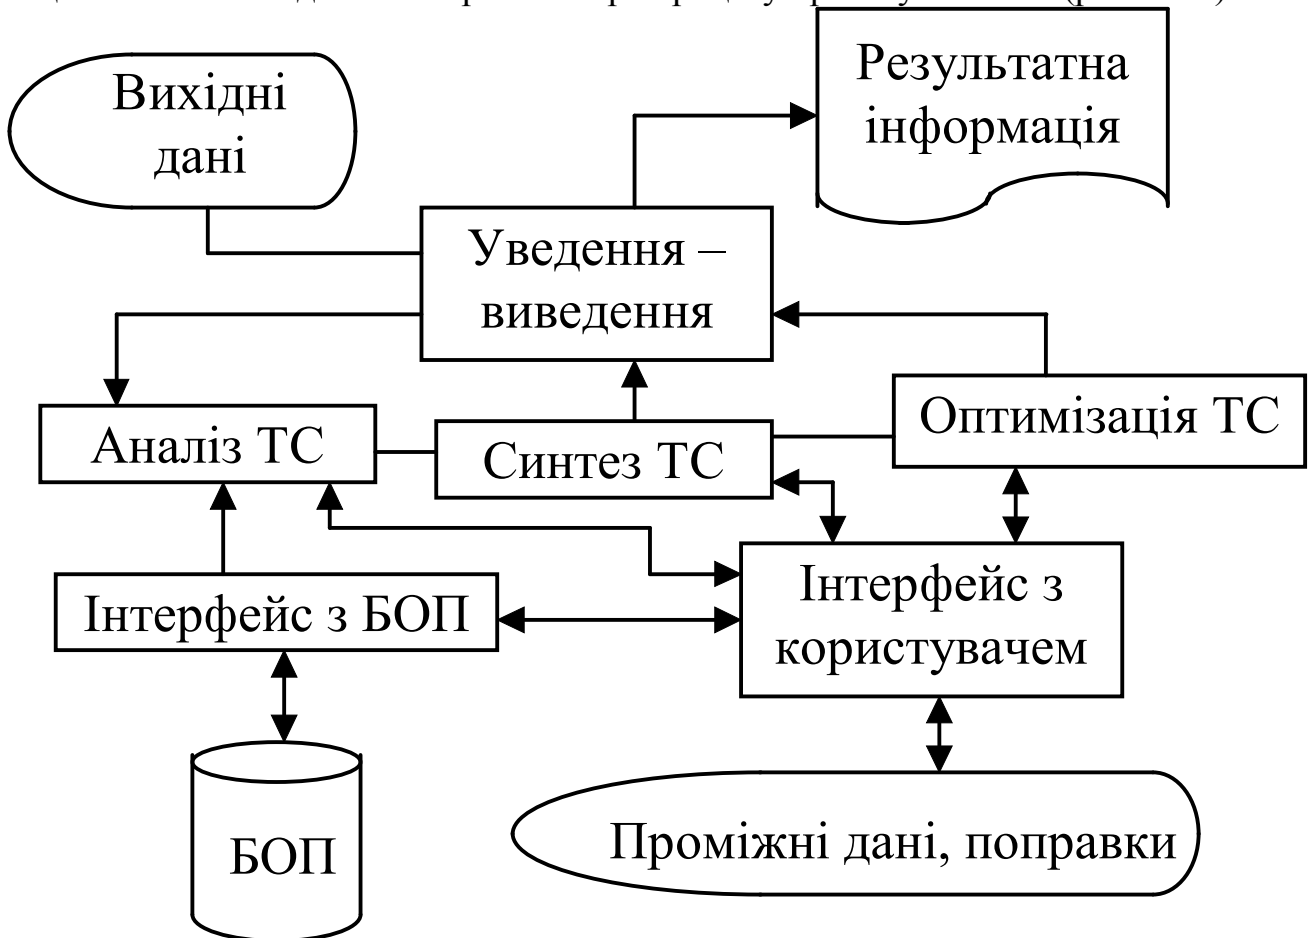 Вихідні
дані
Результатна
інформація
Уведення –
виведення
Аналіз ТС
Синтез ТС
Оптимізація ТС
Інтерфейс з БОП
Інтерфейс з
користувачем
БОП
Проміжні дані, поправки